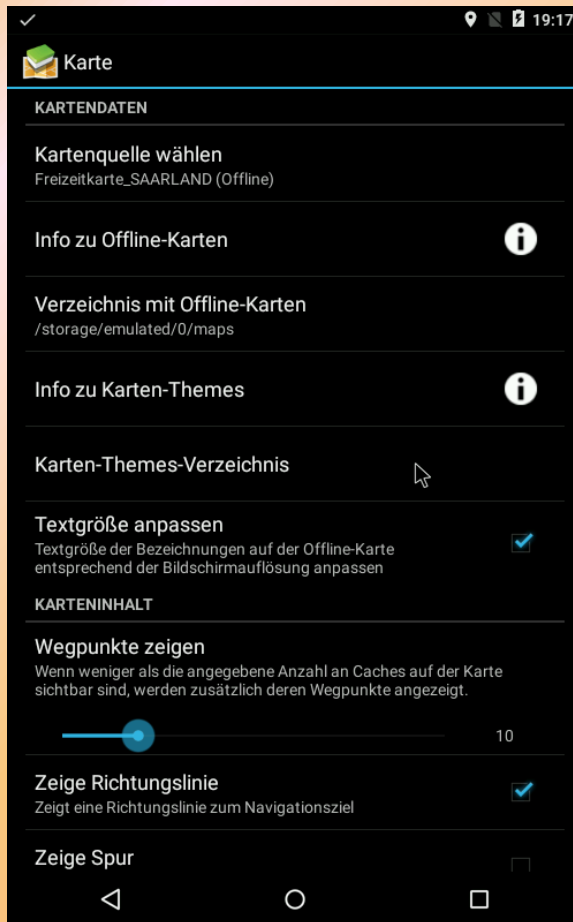 19:17
Karte
KARTENDATEN
Kartenquelle wählen
Freizeitkarte_SAARLAND (Offline)
Info zu Offline-Karten
Verzeichnis mit Offline-Karten
/storage/emulated/0/maps
Info zu Karten-Themes
Karten-Themes-Verzeichnis
Textgröße anpassen
Textgröße der Bezeichnungen auf der Offline-Karte
entsprechend der Bildschirmauflösung anpassen
KARTENINHALT
Wegpunkte zeigen
Wenn weniger als die angegebene Anzahl an Caches auf der Karte
sichtbar sind, werden zusätzlich deren Wegpunkte angezeigt.
10
Zeige Richtungslinie
Zeigt eine Richtungslinie zum Navigationsziel
Zeige Spur